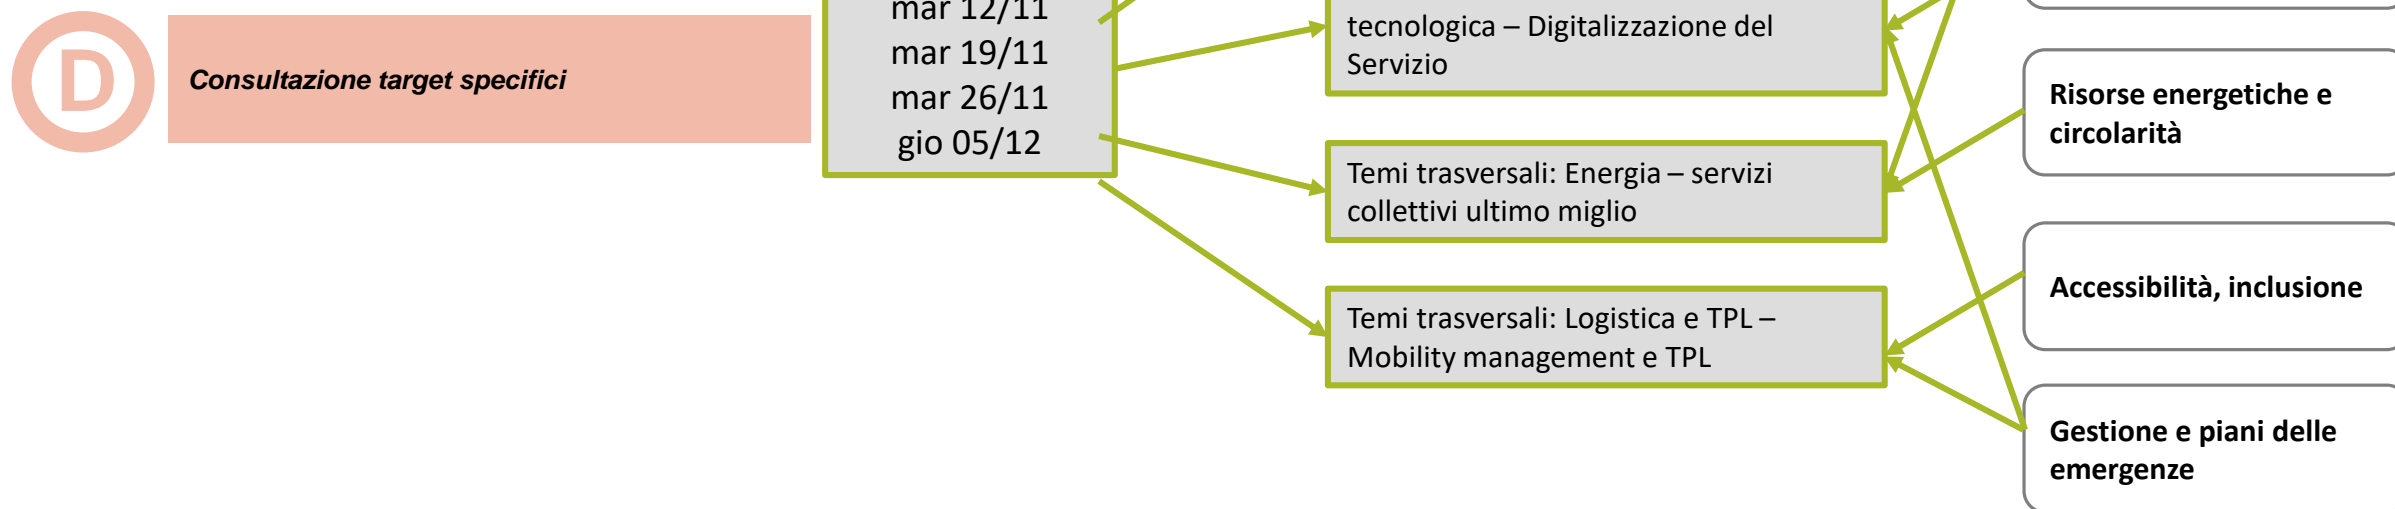 D
Consultazione target specifici
mar 12/11
mar 19/11
mar 26/11
gio 05/12
tecnologica – Digitalizzazione del
Servizio
Temi trasversali: Energia – servizi
collettivi ultimo miglio
Temi trasversali: Logistica e TPL –
Mobility management e TPL
Risorse energetiche e
circolarità
Accessibilità, inclusione
Gestione e piani delle
emergenze